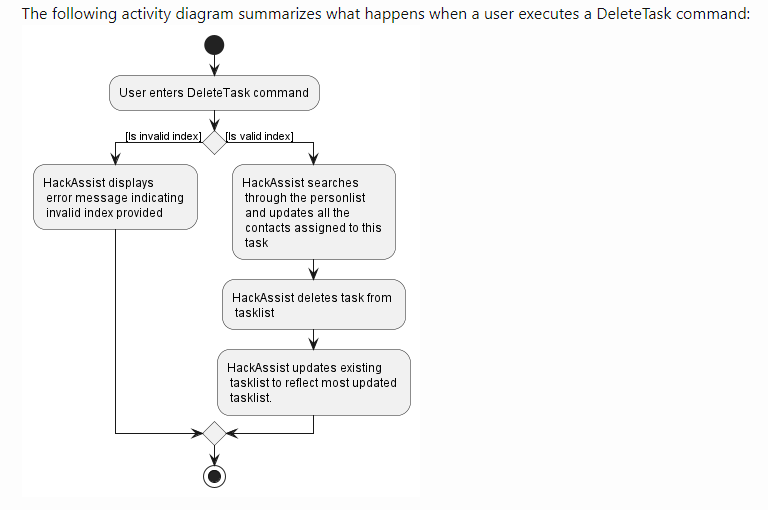 The following activity diagram summarizes what happens when a user executes a DeleteTask command:
User enters DeleteTask command
[Is invalid index]
[Is valid index]
HackAssist displays
error message indicating
invalid index provided
HackAssist searches
through the personlist
and updates all the
contacts assigned to this
task
HackAssist deletes task from
tasklist
HackAssist updates existing
tasklist to reflect most updated
tasklist.